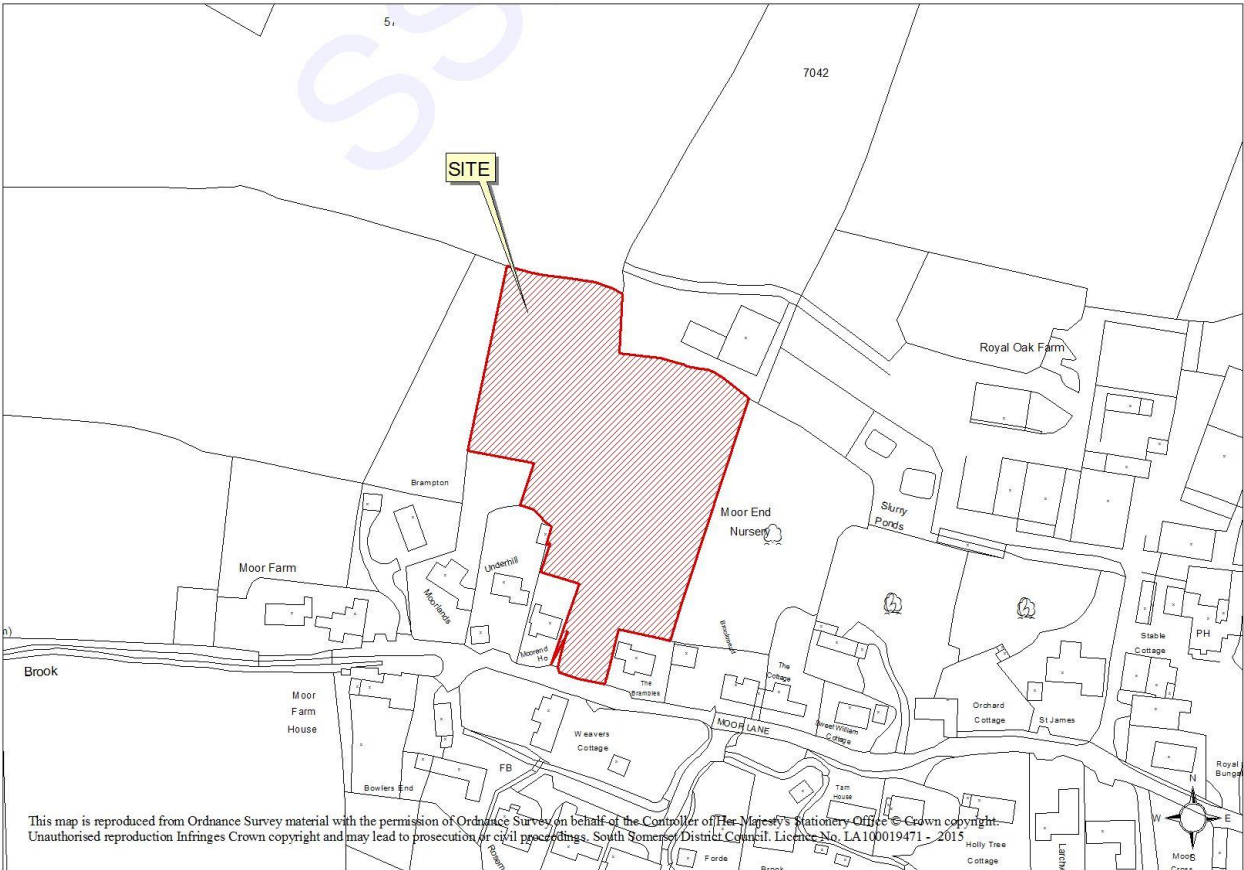 7042
SITE
Royal Oak Farm
Brampton
Moor End
Nursery
Slurry
Ponds
Moor Farm
Underhill
Moorlands
Moorend
Ho
The
Brambles
The
Cottage
Stable
Cottage
PH
Brook
Moor
Farm
House
MOOR LANE
Sweet William
Cottage
Orchard
Cottage
St James
Weavers
Cottage
FB
Bowlers End
Tam
House
Royal
Bunga
N
W
E
S
This map is reproduced from Ordnance Survey material with the permission of Ordnance Survey on behalf of the Controller of Her Majesty's Stationery Office © Crown copyright.
Unauthorised reproduction Infringes Crown copyright and may lead to prosecution or civil proceedings. South Somerset District Council. Licence No. LA100019471 - 2015
Holly Tree
Cottage
Forde
Brook